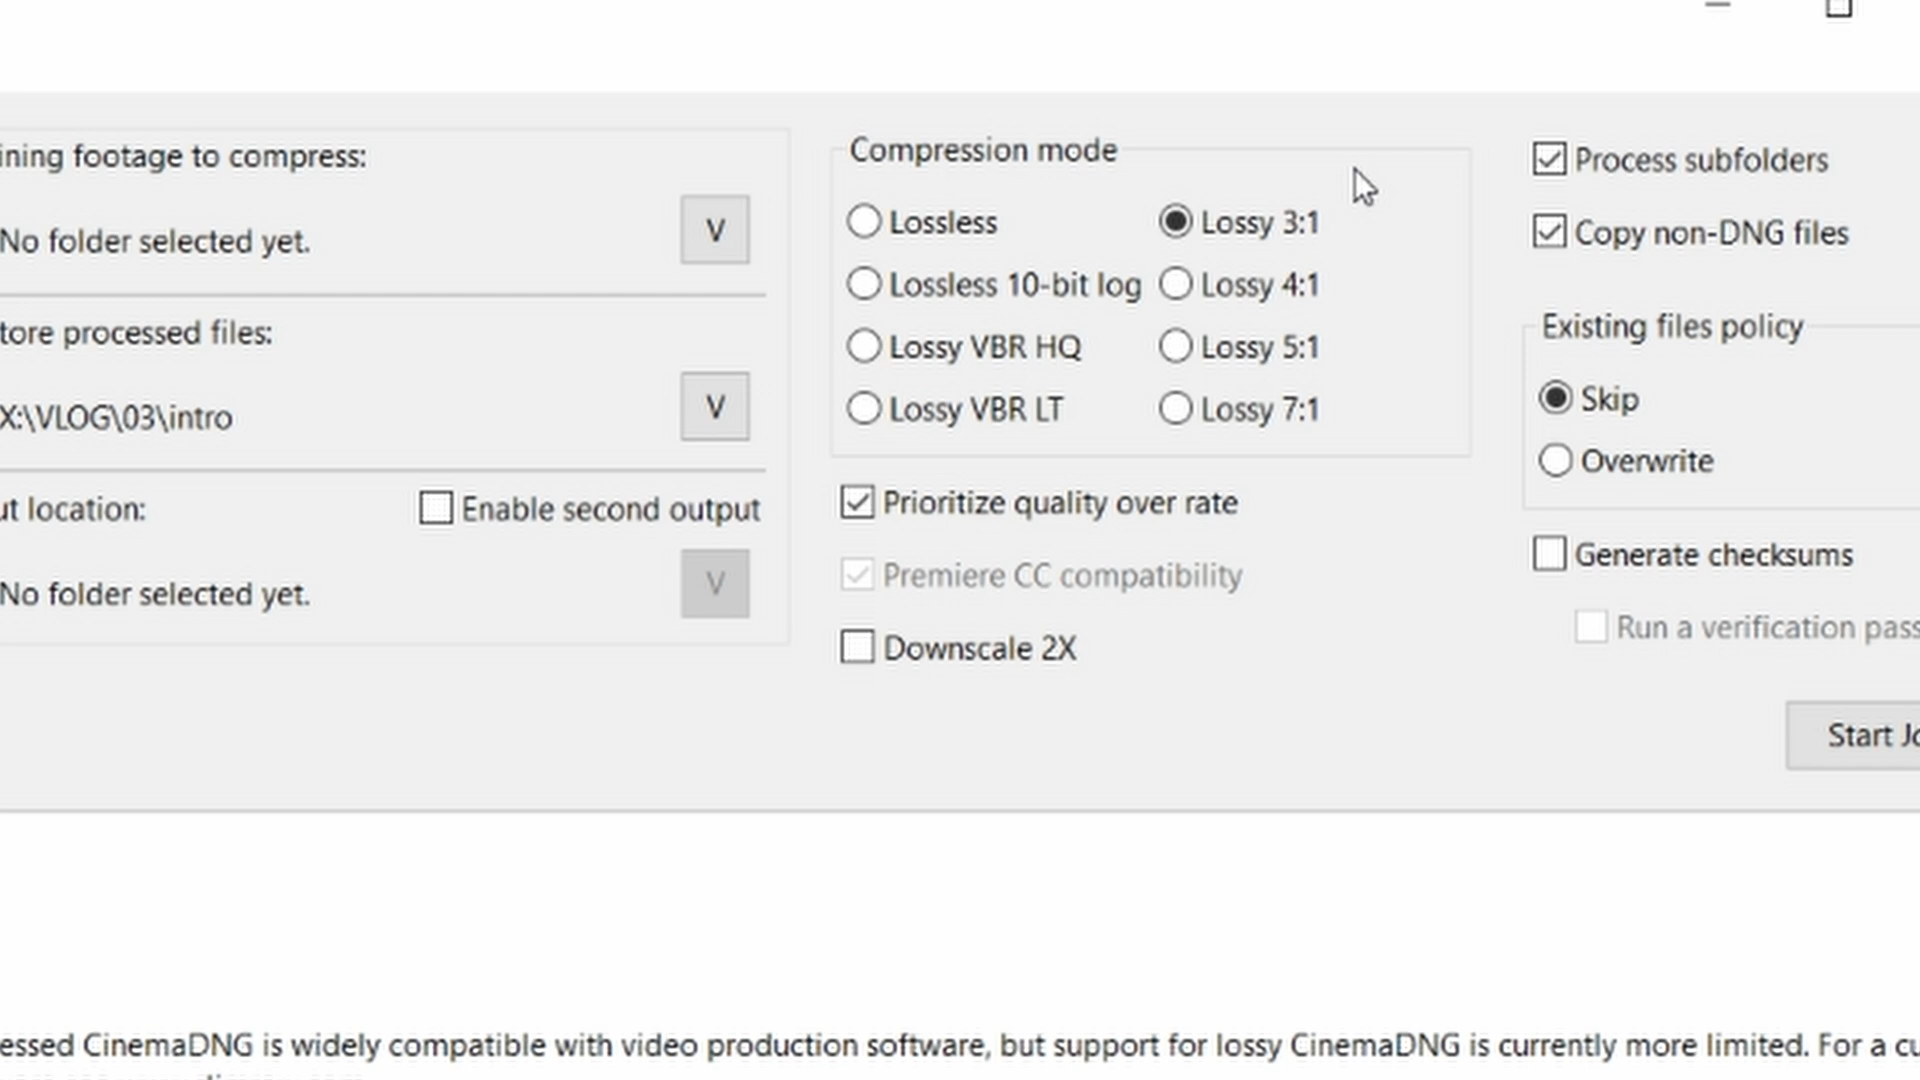 ining footage to compress:
No folder selected yet.
V
tore processed files:
X:\VLOG\03\intro
V
ut location:
Enable second output
No folder selected yet.
V
Compression mode
Lossless
Lossy 3:1
Lossless 10-bit log
Lossy 4:1
Lossy VBR HQ
Lossy 5:1
Lossy VBR LT
Lossy 7:1
Prioritize quality over rate
Premiere CC compatibility
Downscale 2X
Process subfolders
Copy non-DNG files
Existing files policy
Skip
Overwrite
Generate checksums
Run a verification pass
Start Jo
essed CinemaDNG is widely compatible with video production software, but support for lossy CinemaDNG is currently more limited. For a cu